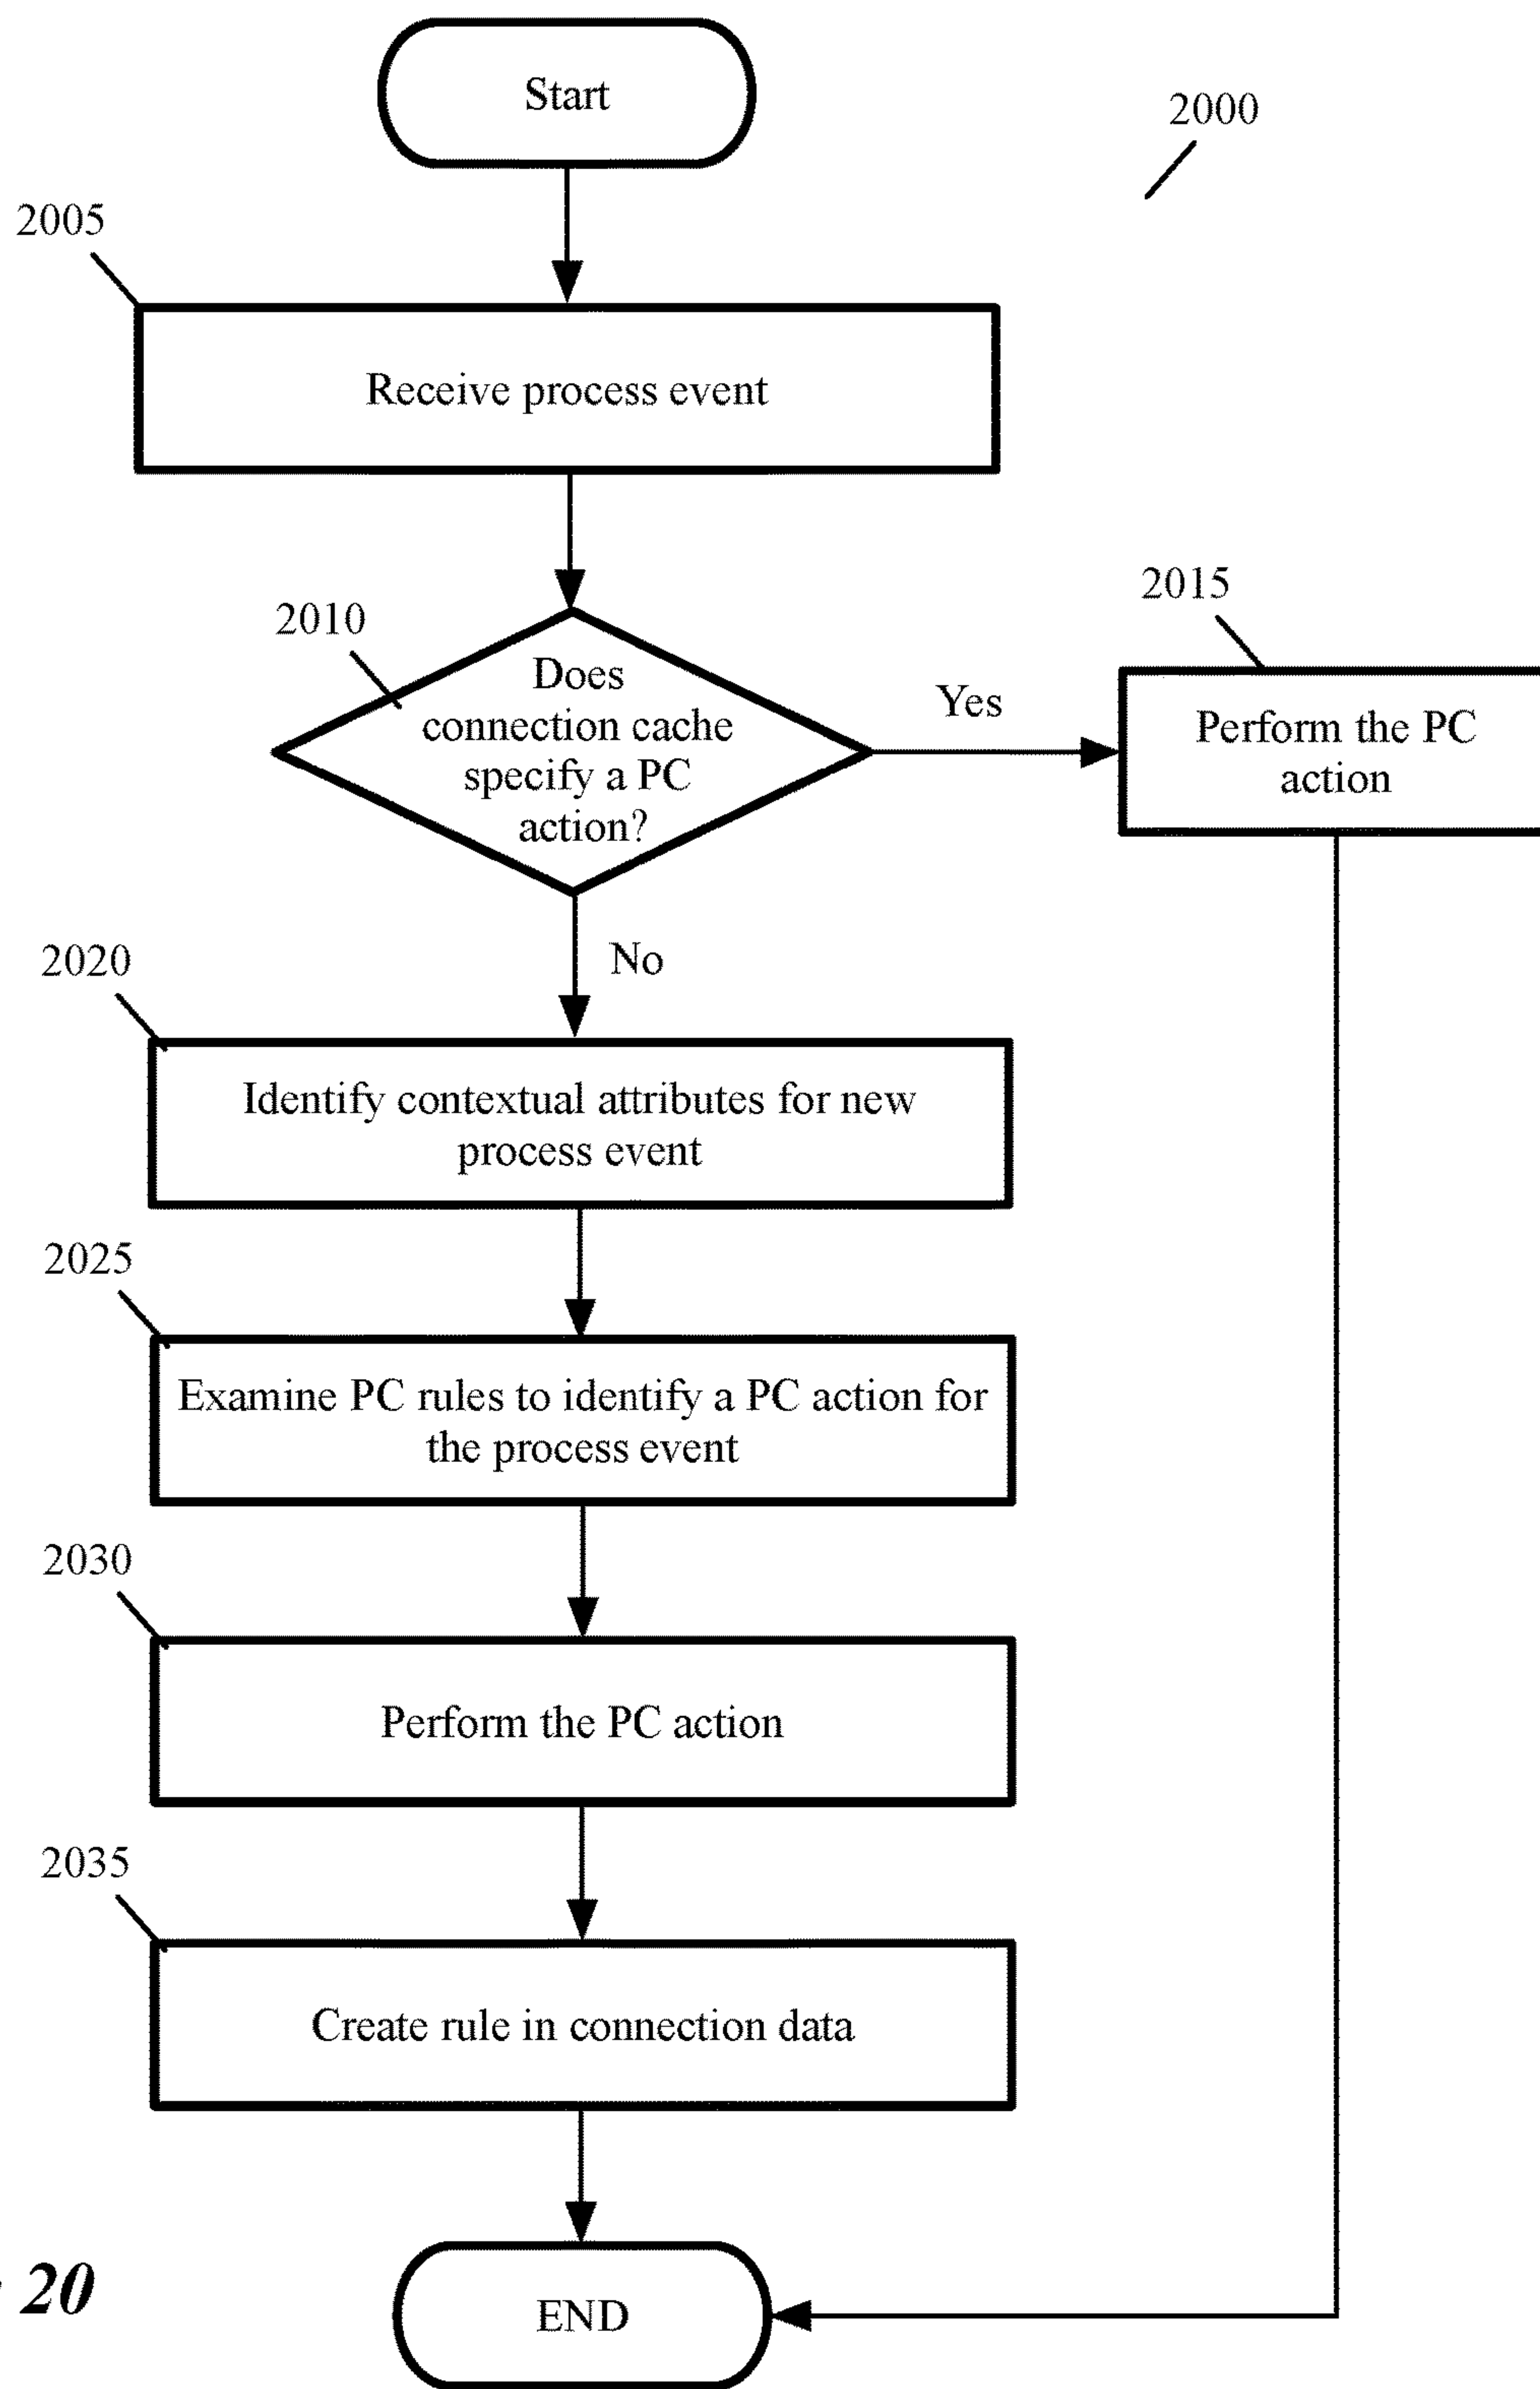 Start
2000
2005
Receive process event
2010
Does
connection cache
specify a PC
action?
Yes
2015
Perform the PC
action
No
2020
Identify contextual attributes for new
process event
2025
Examine PC rules to identify a PC action for
the process event
2030
Perform the PC action
2035
Create rule in connection data
END
20